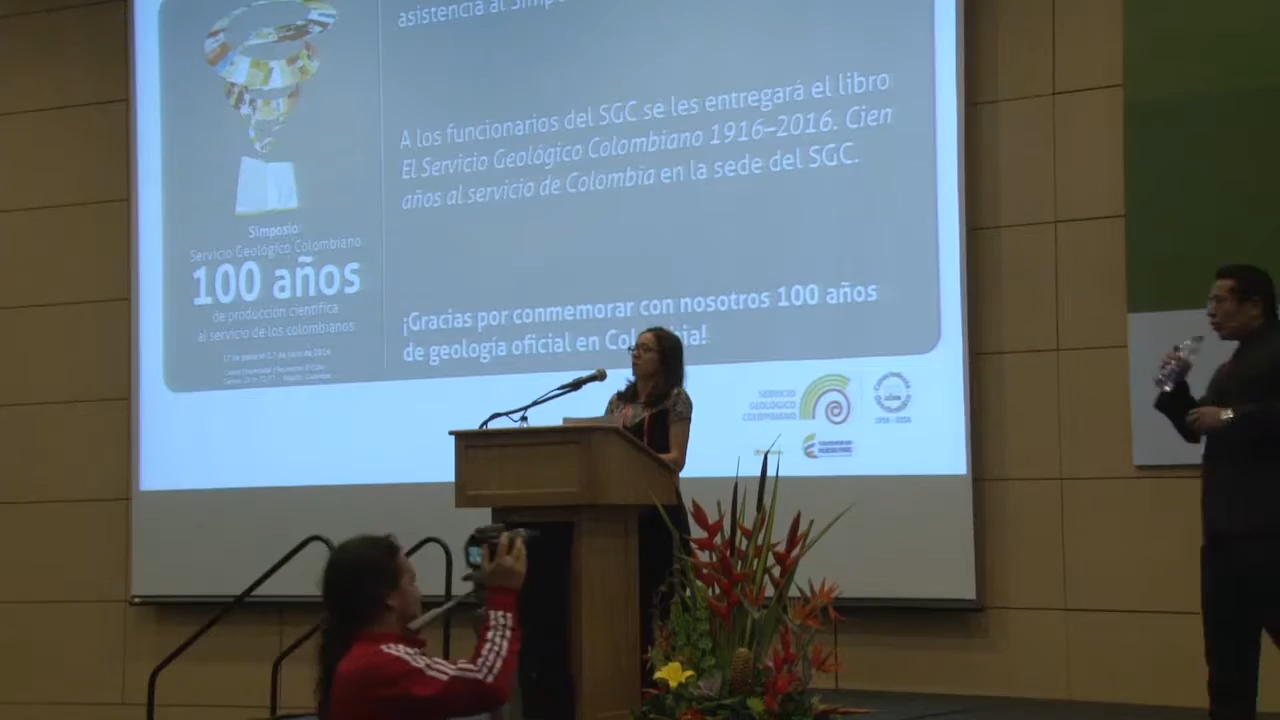 asistencia al Simpo
A los funcionarios del SGC se les entregará el libro
El Servicio Geológico Colombiano 1916–2016. Cien
años al servicio de Colombia en la sede del SGC.
¡Gracias por conmemorar con nosotros 100 años
de geología oficial en Colombia!
Simposio
Servicio Geológico Colombiano
100 años
de producción científica
al servicio de los colombianos
SERVICIO
GEOLÓGICO
COLOMBIANO
1916–2016